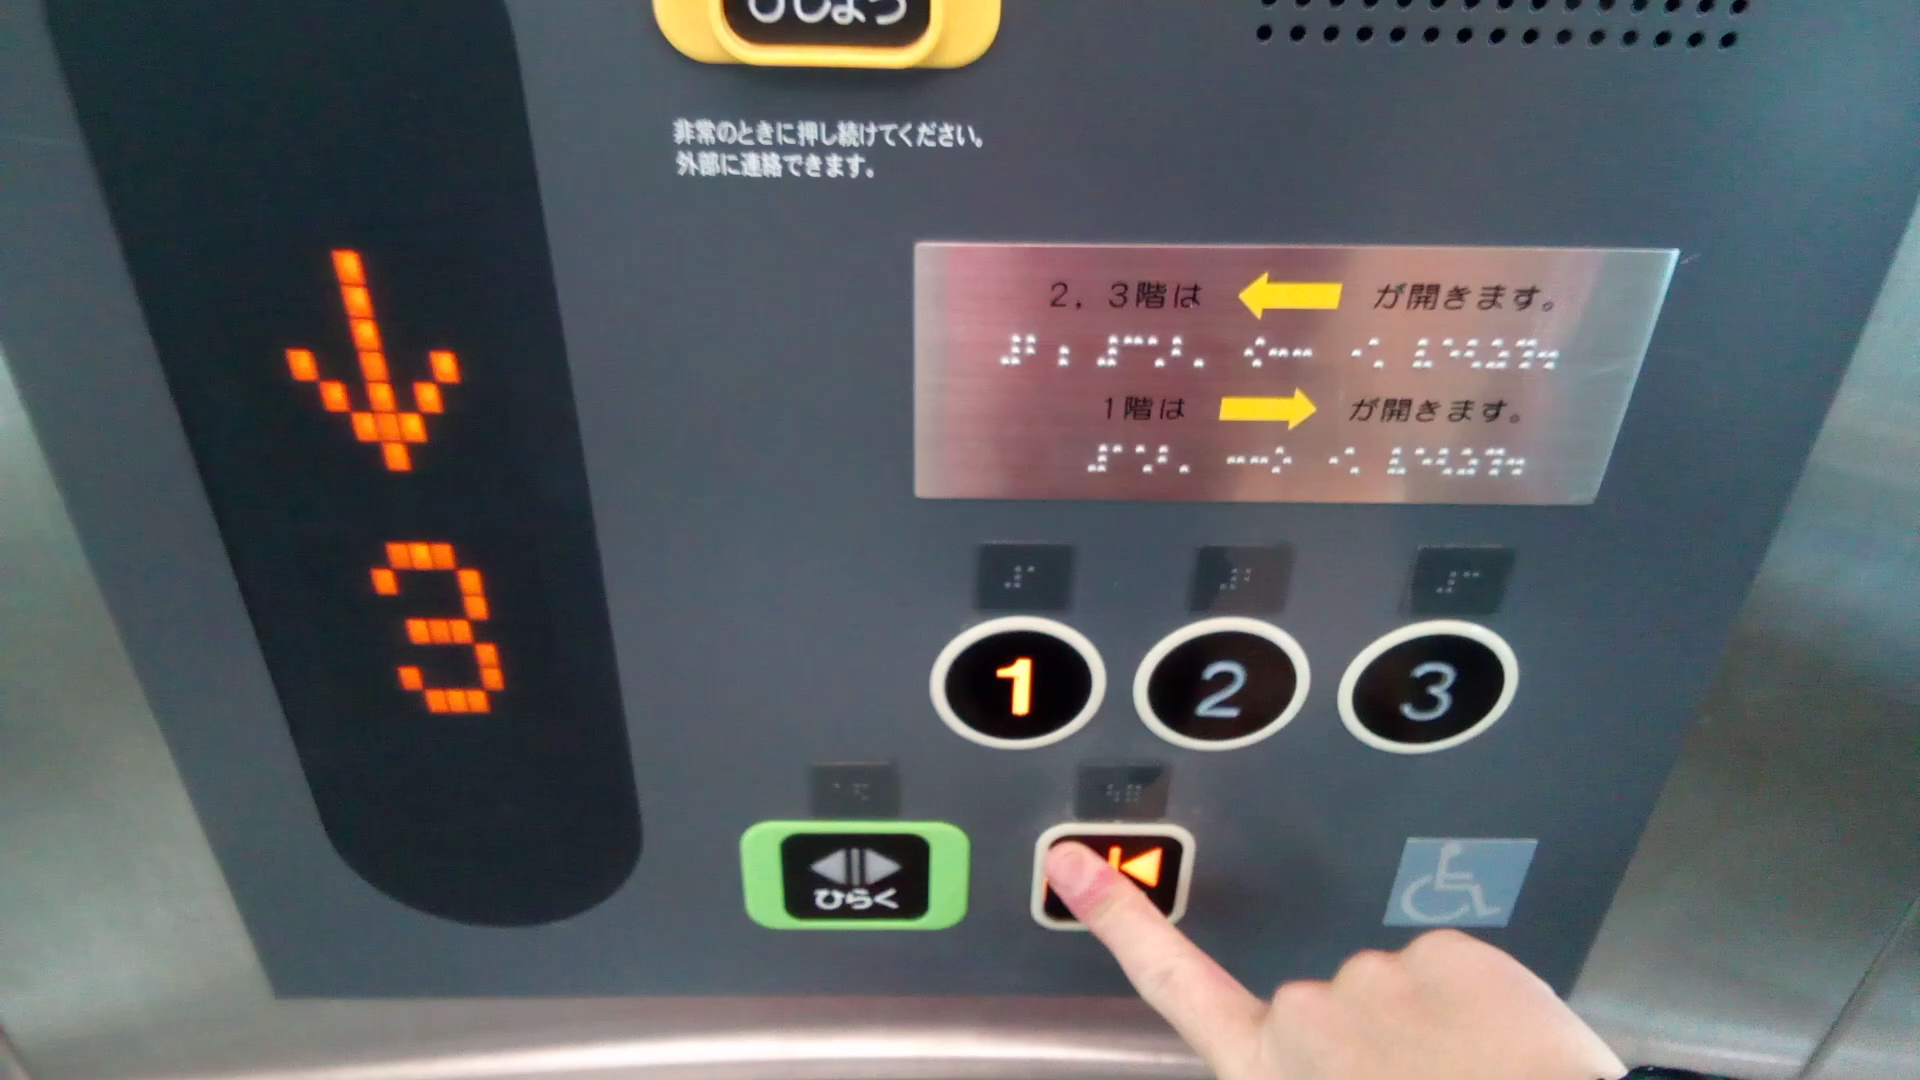 ひじょう
非常のときに押し続けてください。
外部に連絡できます。
2, 3階は ← が開きます。
1階は → が開きます。
3
1 2 3
ひらく